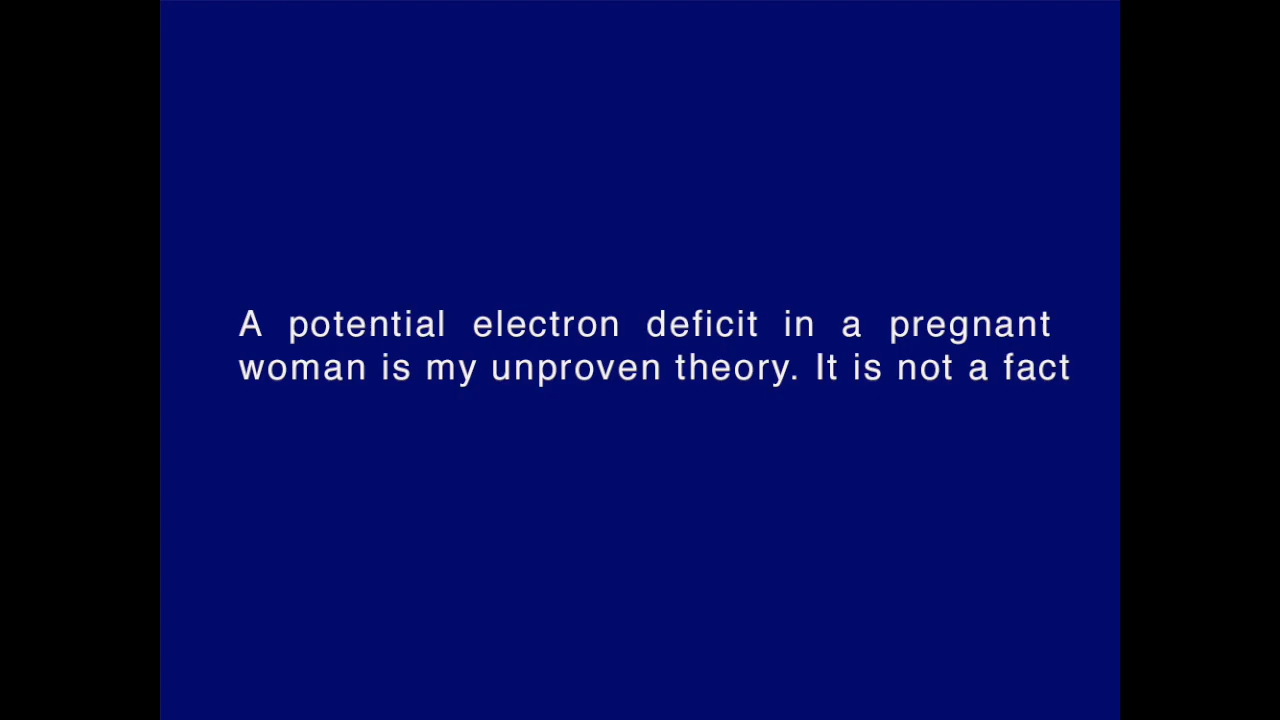 A potential electron deficit in a pregnant
woman is my unproven theory. It is not a fact